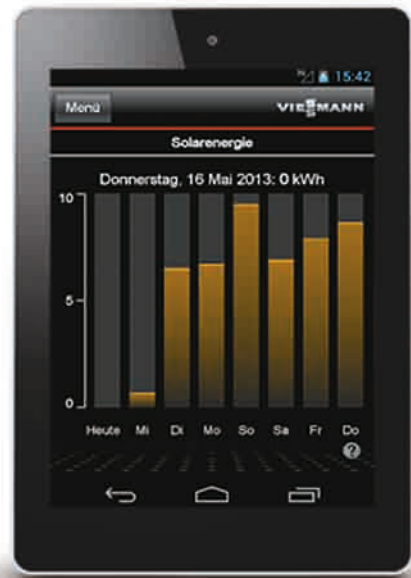 15:42
Menü
VIESSMANN
Solarenergie
Donnerstag, 16 Mai 2013: 0 kWh
10
5
0
Heute Mi Di Mo So Sa Fr Do
?